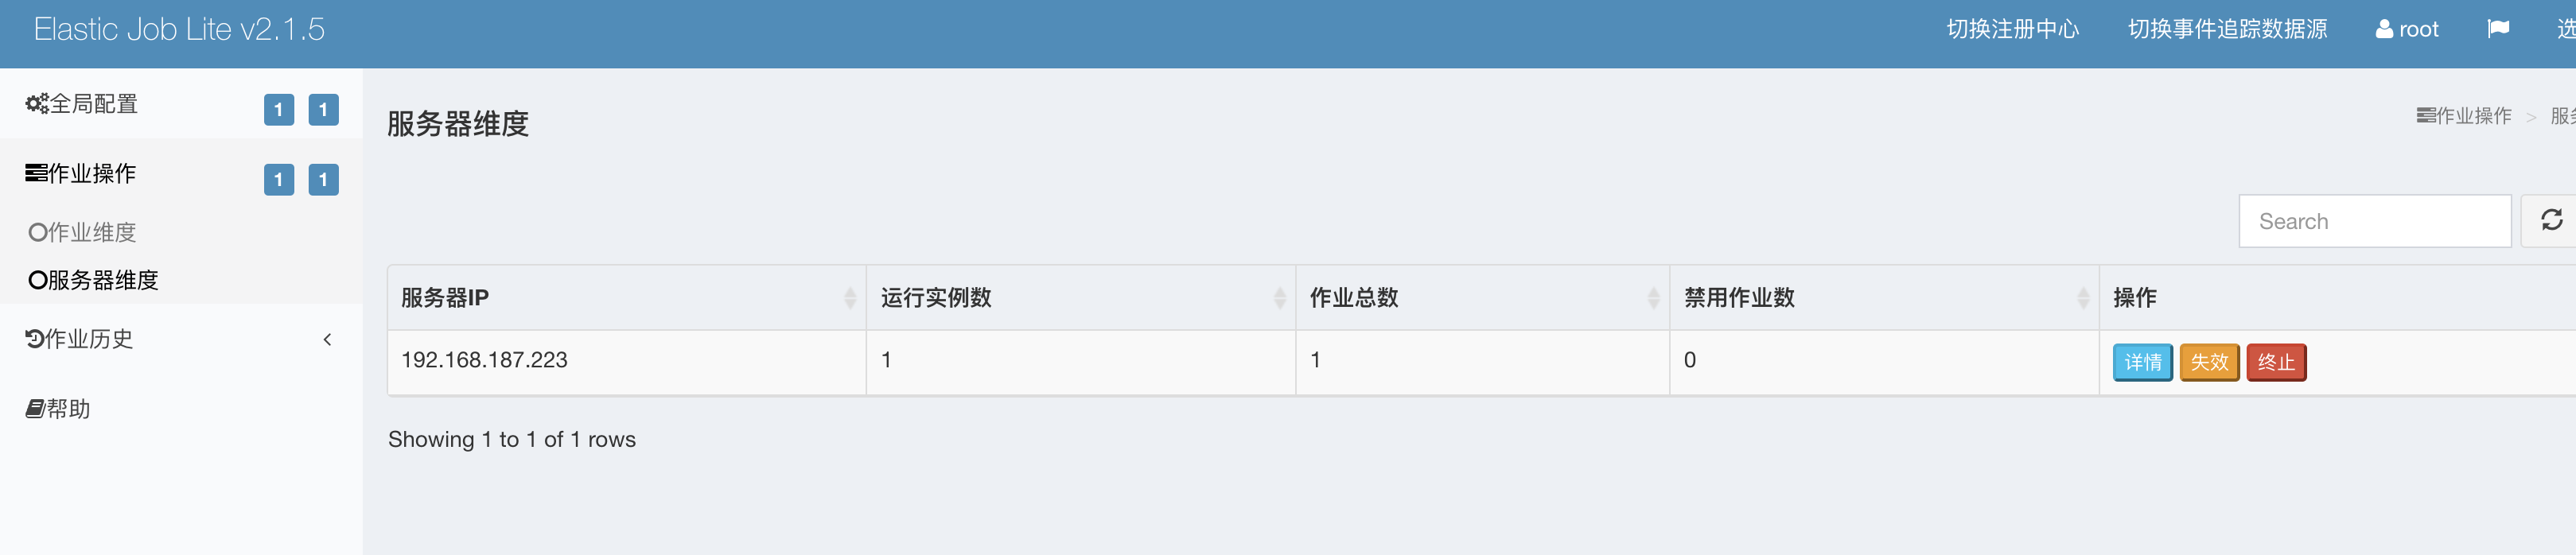 Elastic Job Lite v2.1.5
切换注册中心 切换事件追踪数据源 root 选
全局配置 1 1
作业操作 1 1
作业维度
服务器维度
作业历史
帮助
服务器维度
作业操作 > 服务
Search
服务器IP 运行实例数 作业总数 禁用作业数 操作
192.168.187.223 1 1 0 详情 失效 终止
Showing 1 to 1 of 1 rows